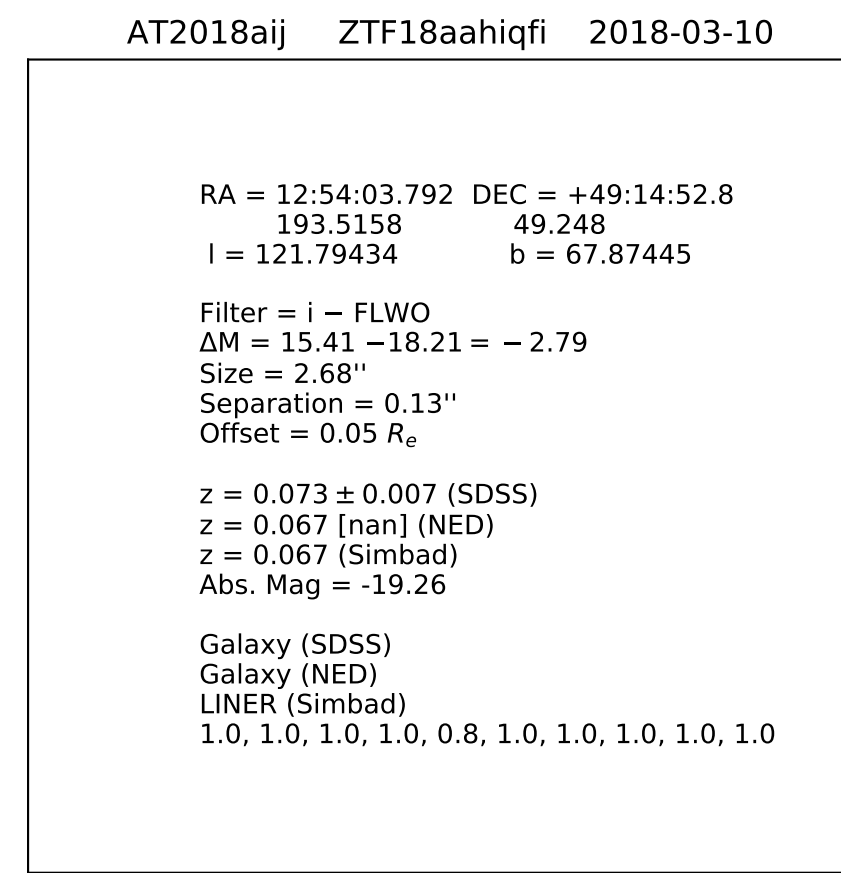 AT2018aij ZTF18aahiqfi 2018-03-10
RA = 12:54:03.792 DEC = +49:14:52.8
193.5158 49.248
l = 121.79434 b = 67.87445
Filter = i − FLWO
ΔM = 15.41 −18.21 = − 2.79
Size = 2.68''
Separation = 0.13''
Offset = 0.05 Rₑ
z = 0.073 ± 0.007 (SDSS)
z = 0.067 [nan] (NED)
z = 0.067 (Simbad)
Abs. Mag = -19.26
Galaxy (SDSS)
Galaxy (NED)
LINER (Simbad)
1.0, 1.0, 1.0, 1.0, 0.8, 1.0, 1.0, 1.0, 1.0, 1.0